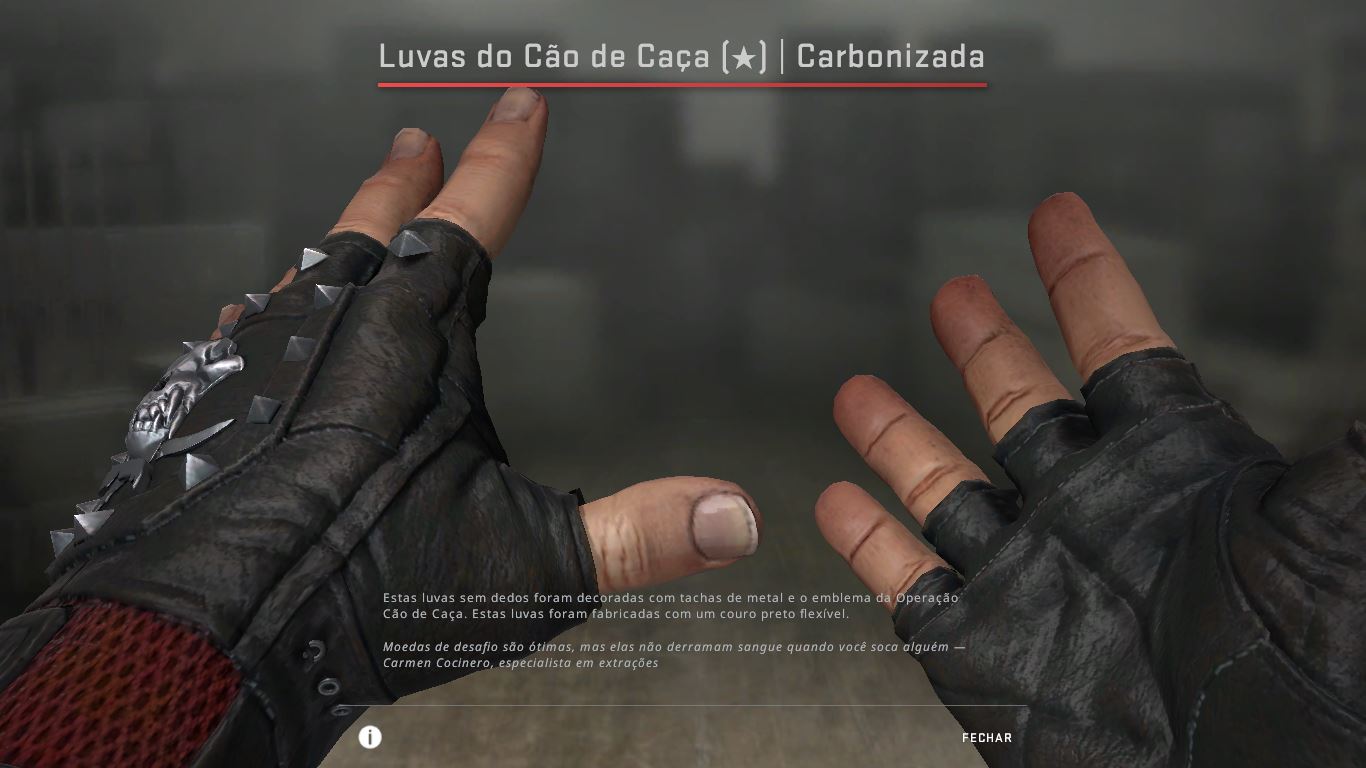 Luvas do Cão de Caça (★) | Carbonizada
Estas luvas sem dedos foram decoradas com tachas de metal e o emblema da Operação
Cão de Caça. Estas luvas foram fabricadas com um couro preto flexível.
Moedas de desafio são ótimas, mas elas não derramam sangue quando você soca alguém —
Carmen Cocinero, especialista em extrações
FECHAR